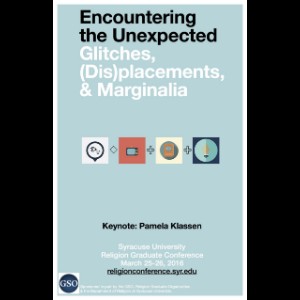 Encountering
the Unexpected
Glitches,
(Dis)placements,
& Marginalia
Keynote: Pamela Klassen
Syracuse University
Religion Graduate Conference
March 25-26, 2016
religionconference.syr.edu
GSO